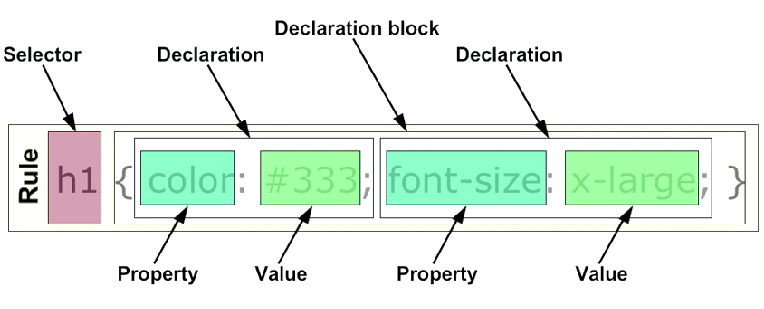 Declaration block
Selector Declaration Declaration
Rule h1 { color: #333; font-size: x-large; }
Property Value Property Value